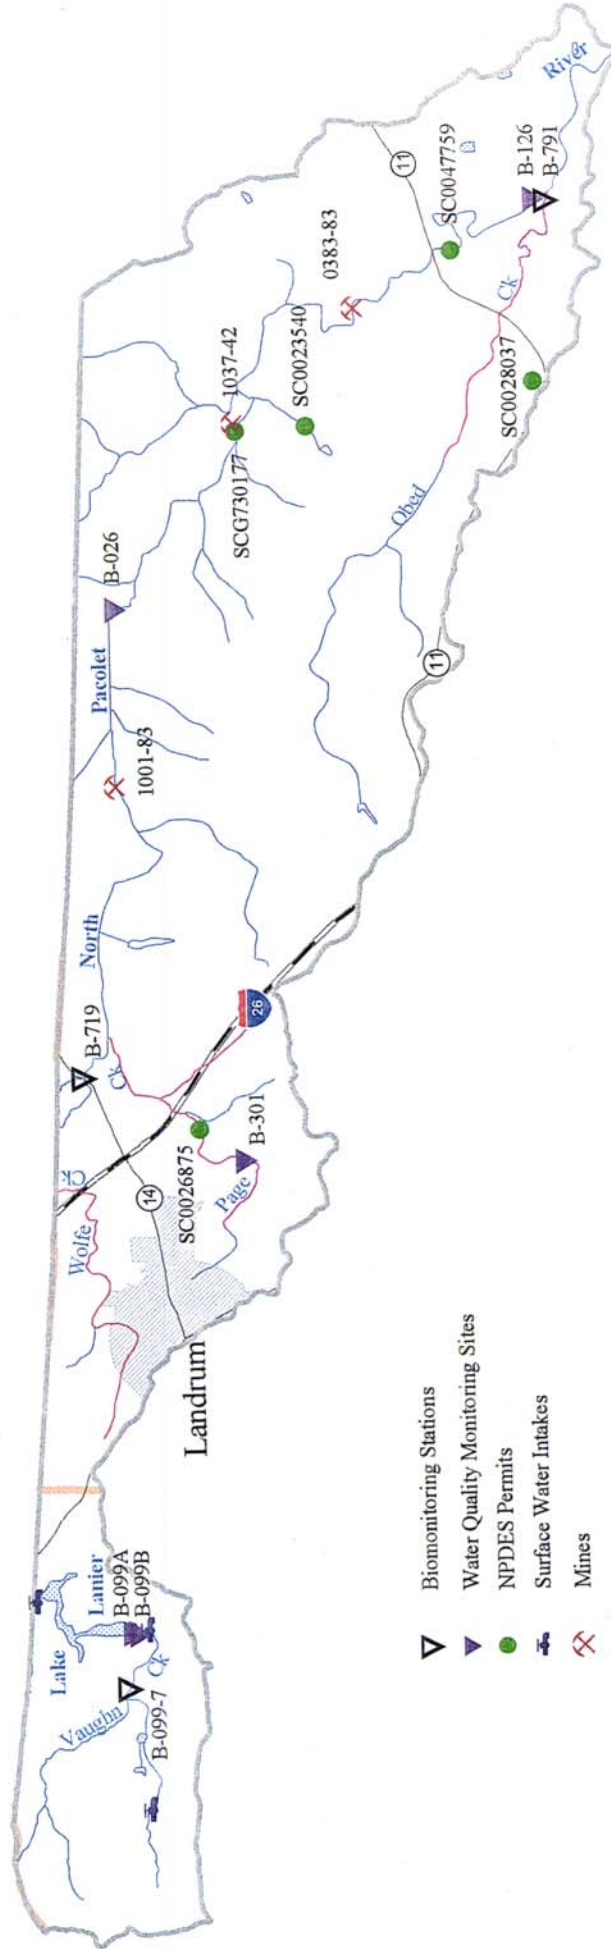 Lake
Lanier
B-099A
B-099B
Vaughn
Ck
B-099-7
Landrum
Wolfe
Ck
14
B-719
Ck
SC0026875
Page
B-301
26
North
1001-83
Pacolet
B-026
11
SCG730177
1037-42
SC0023540
0383-83
Obed
Ck
SC0028037
11
SC0047759
B-126
B-791
River
Biomonitoring Stations
Water Quality Monitoring Sites
NPDES Permits
Surface Water Intakes
Mines